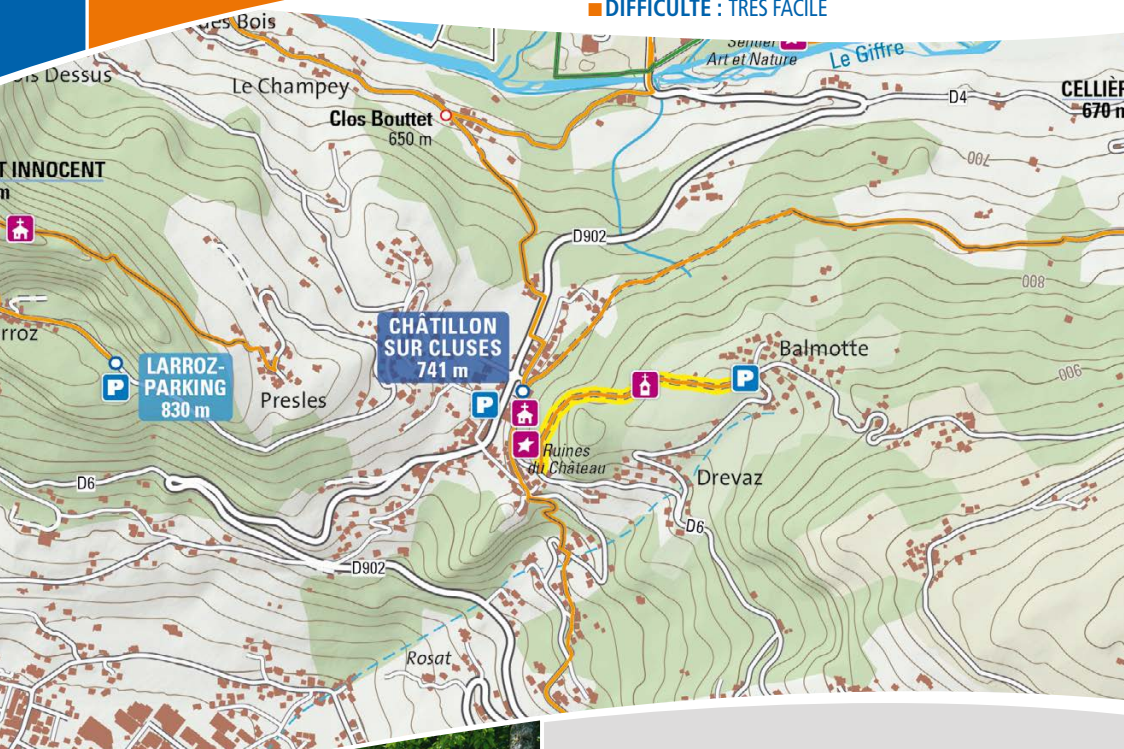 ■ DIFFICULTÉ : TRÈS FACILE
des Bois
Sentier
Art et Nature
Le Giffre
Dessus
Le Champey
D4
670 m
Clos Bouttet
650 m
700
T INNOCENT
m
D902
800
CHÂTILLON
SUR CLUSES
741 m
Balmotte
LARROZ-
PARKING
830 m
P
P
P
Presles
900
Ruines
du Château
Drevaz
D6
D6
D902
Rosat